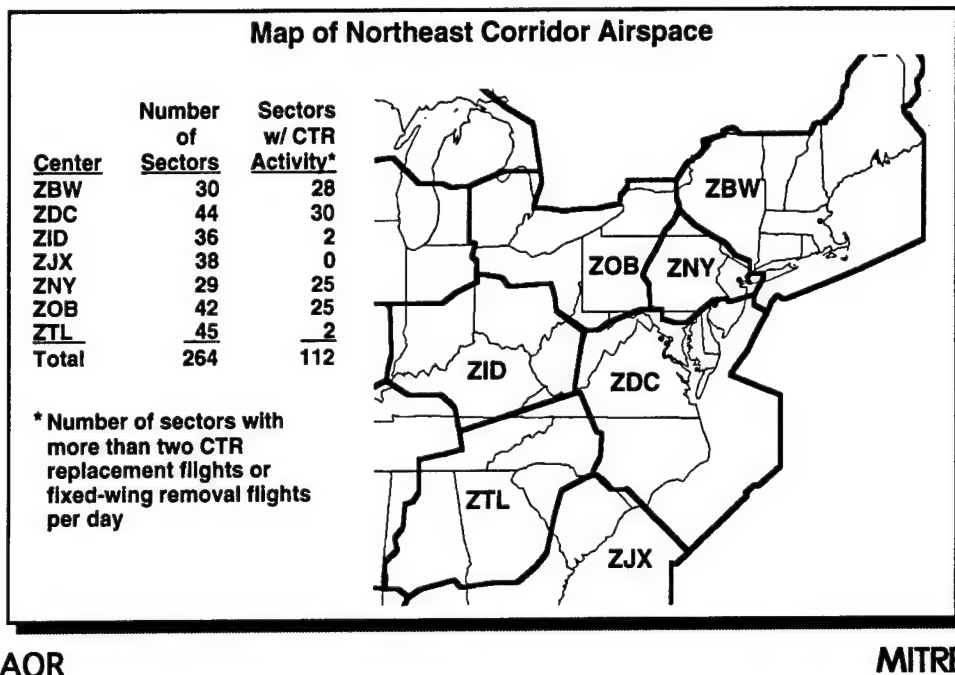 Map of Northeast Corridor Airspace
Number Sectors
of w/ CTR
Center Sectors Activity*
ZBW 30 28
ZDC 44 30
ZID 36 2
ZJX 38 0
ZNY 29 25
ZOB 42 25
ZTL 45 2
Total 264 112
* Number of sectors with
more than two CTR
replacement flights or
fixed-wing removal flights
per day
ZBW
ZOB
ZNY
ZID
ZDC
ZTL
ZJX
AOR
MITRE